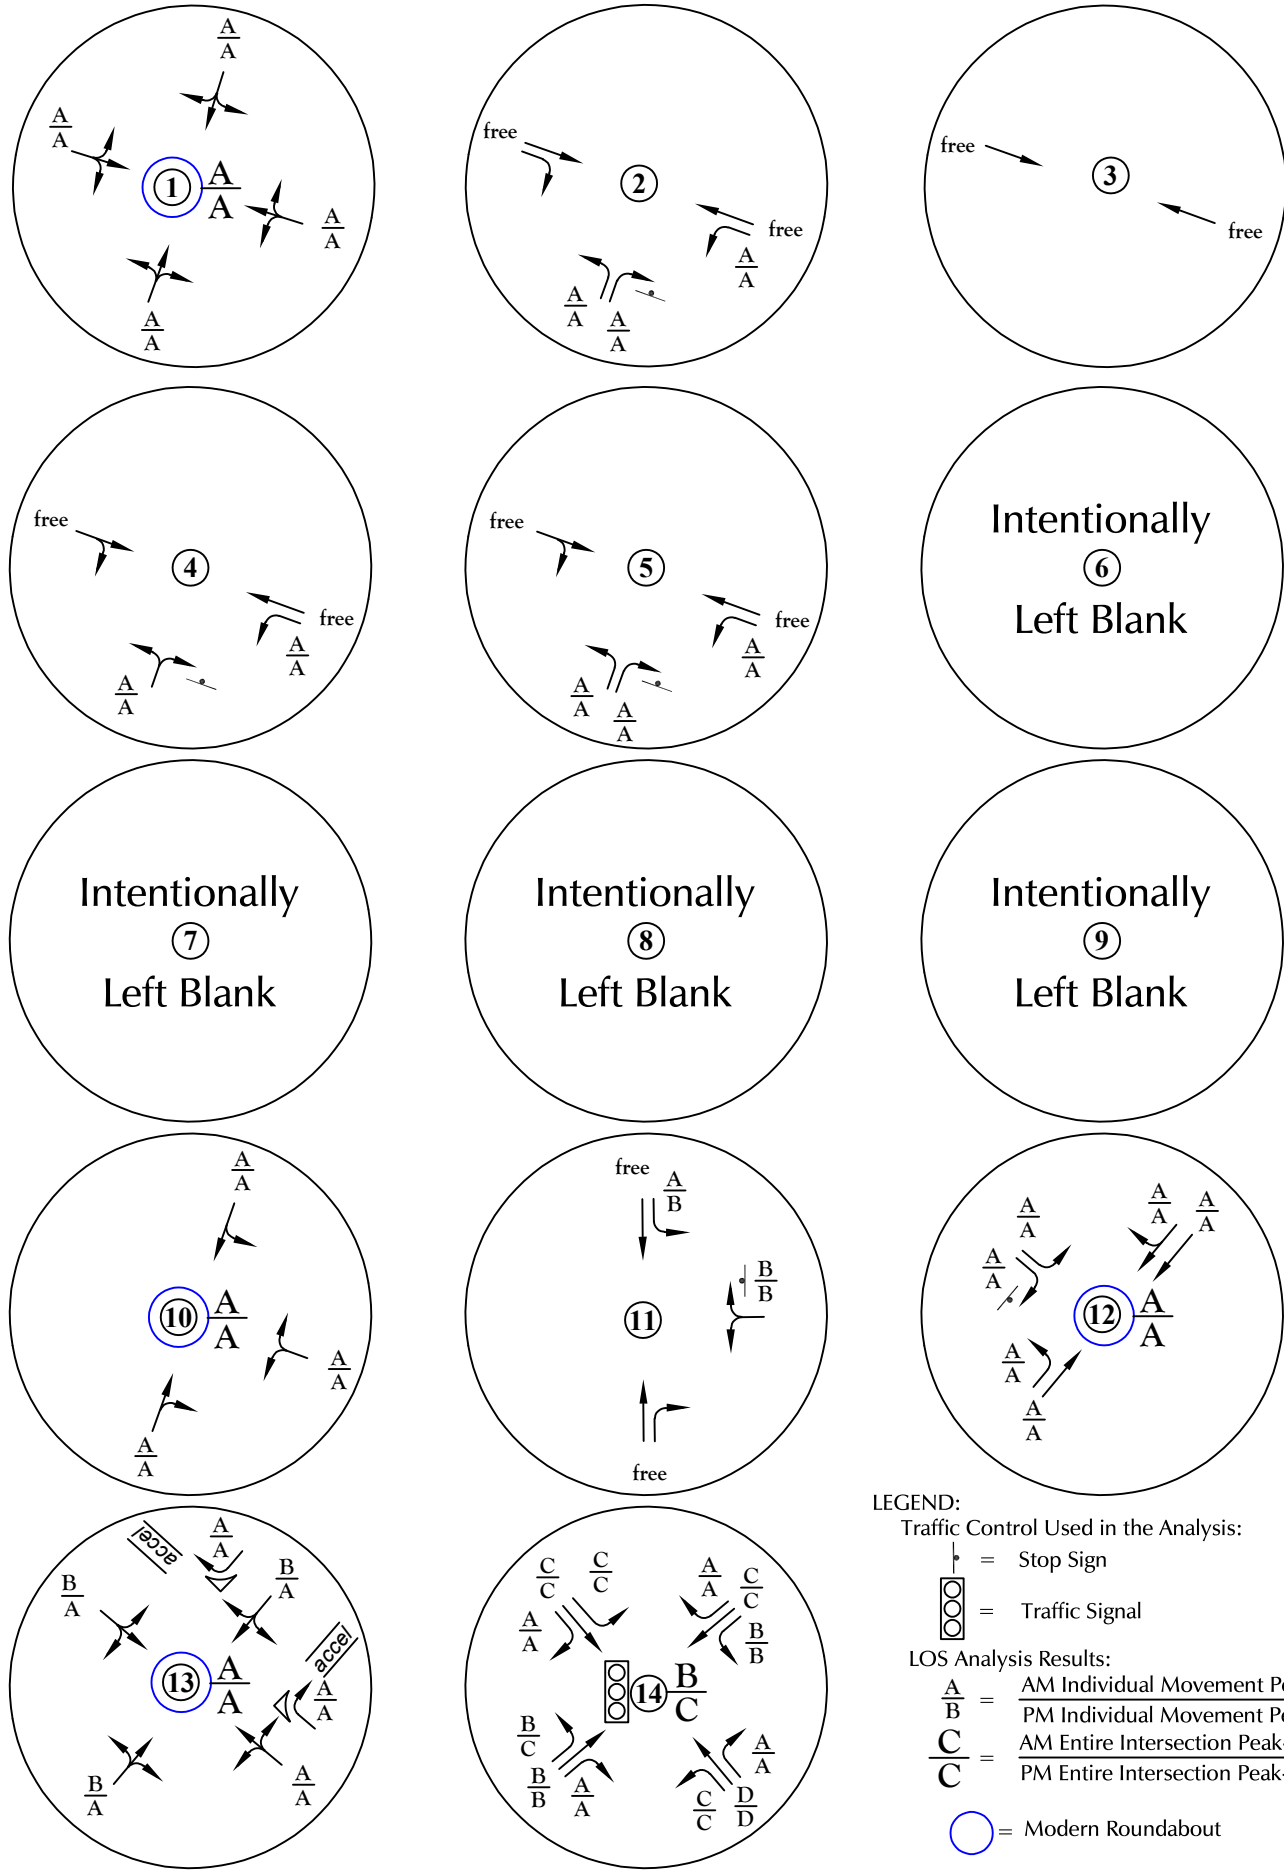 A
A
A
A
1
A
A
A
A
A
A
free
2
free
A
A
A
A
A
A
free
3
free
free
4
free
A
A
A
A
free
5
free
A
A
A
A
A
A
Intentionally
6
Left Blank
Intentionally
7
Left Blank
Intentionally
8
Left Blank
Intentionally
9
Left Blank
A
A
10
A
A
A
A
A
A
free
A
B
B
B
11
free
A
A
A
A
A
A
A
A
12
A
A
A
A
A
A
accel
A
A
B
A
B
A
accel
13
A
A
A
A
B
A
A
A
C
C
C
C
A
A
A
A
C
C
B
B
14
B
C
B
C
B
B
A
A
A
A
C
C
D
D
LEGEND:
Traffic Control Used in the Analysis:
= Stop Sign
= Traffic Signal
LOS Analysis Results:
A
B
=
AM Individual Movement
PM Individual Movement
C
C
=
AM Entire Intersection Peak-
PM Entire Intersection Peak-
= Modern Roundabout